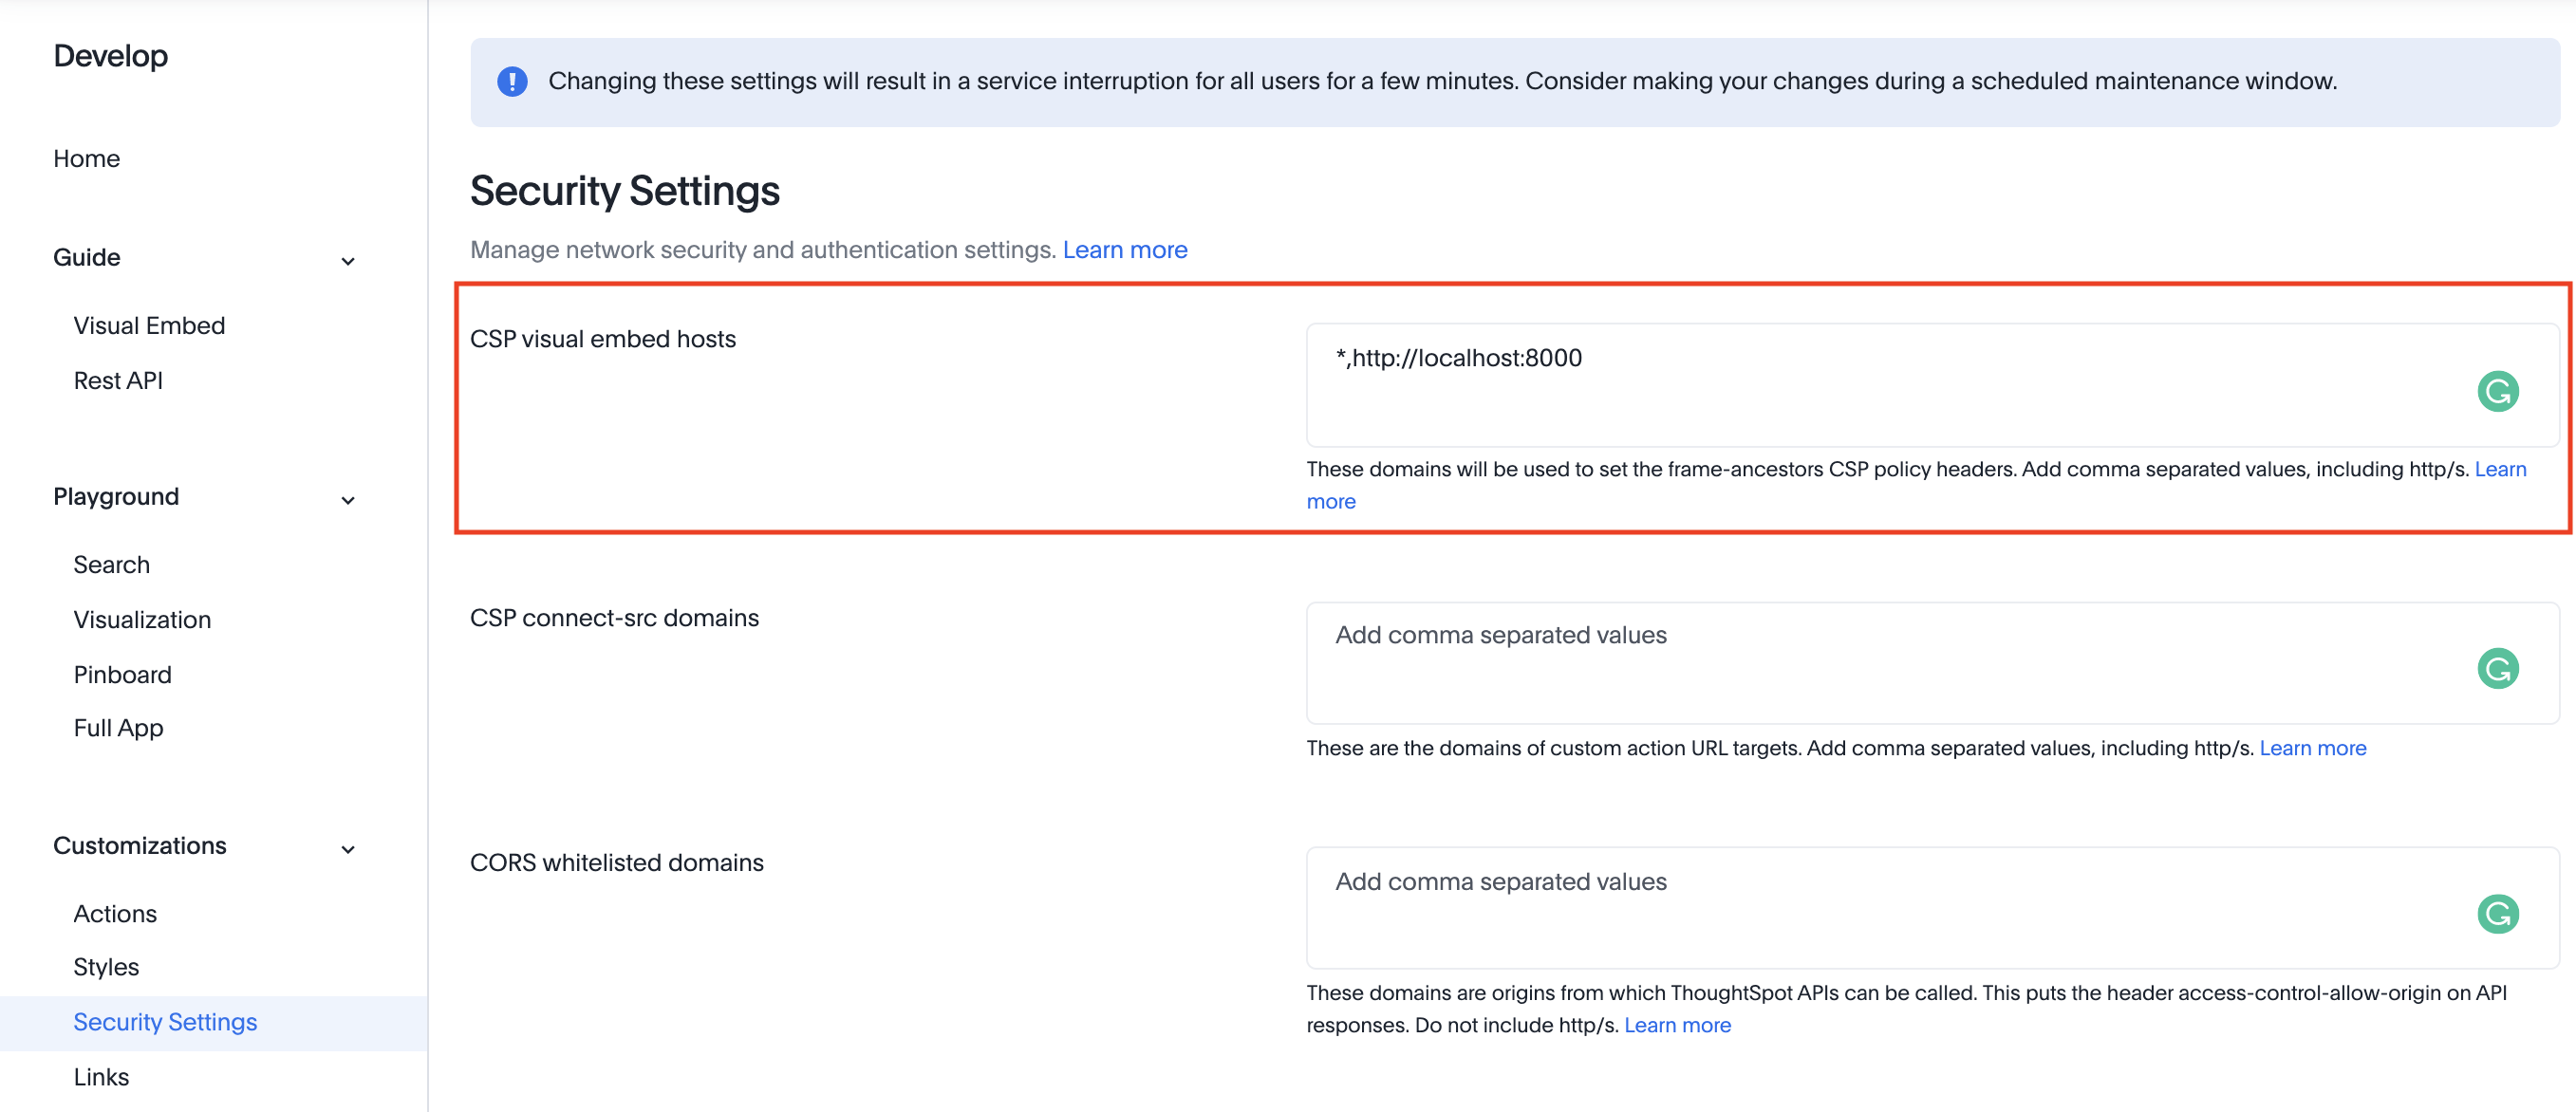 Develop
Home
Guide
Visual Embed
Rest API
Playground
Search
Visualization
Pinboard
Full App
Customizations
Actions
Styles
Security Settings
Links
Changing these settings will result in a service interruption for all users for a few minutes. Consider making your changes during a scheduled maintenance window.
Security Settings
Manage network security and authentication settings. Learn more
CSP visual embed hosts
*,http://localhost:8000
These domains will be used to set the frame-ancestors CSP policy headers. Add comma separated values, including http/s. Learn
more
CSP connect-src domains
Add comma separated values
These are the domains of custom action URL targets. Add comma separated values, including http/s. Learn more
CORS whitelisted domains
Add comma separated values
These domains are origins from which ThoughtSpot APIs can be called. This puts the header access-control-allow-origin on API
responses. Do not include http/s. Learn more